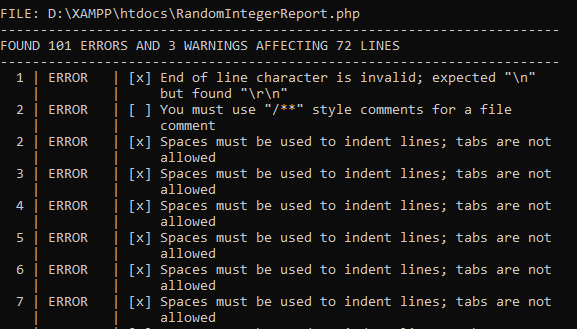 FILE: D:\XAMPP\htdocs\RandomIntegerReport.php
----------------------------------------------------------------------
FOUND 101 ERRORS AND 3 WARNINGS AFFECTING 72 LINES
----------------------------------------------------------------------
1 | ERROR | [x] End of line character is invalid; expected "\n"
| | but found "\r\n"
2 | ERROR | [ ] You must use "/**" style comments for a file
| | comment
2 | ERROR | [x] Spaces must be used to indent lines; tabs are not
| | allowed
3 | ERROR | [x] Spaces must be used to indent lines; tabs are not
| | allowed
4 | ERROR | [x] Spaces must be used to indent lines; tabs are not
| | allowed
5 | ERROR | [x] Spaces must be used to indent lines; tabs are not
| | allowed
6 | ERROR | [x] Spaces must be used to indent lines; tabs are not
| | allowed
7 | ERROR | [x] Spaces must be used to indent lines; tabs are not
| | allowed